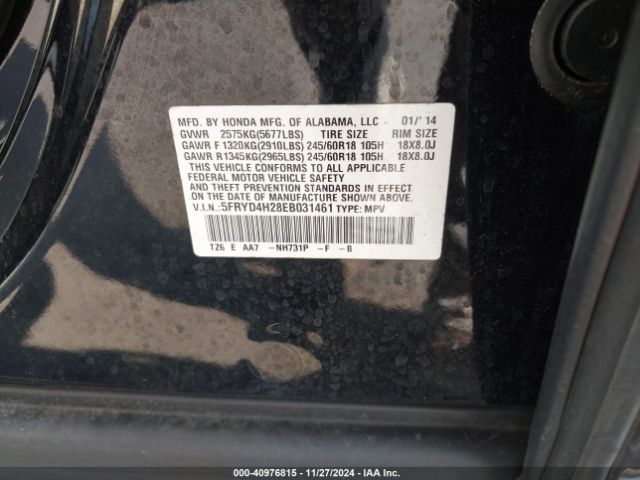 MFD. BY HONDA MFG. OF ALABAMA, LLC 01/'14
GVWR 2575KG(5677LBS) TIRE SIZE RIM SIZE
GAWR F 1320KG(2910LBS) 245/60R18 105H 18X8.0J
GAWR R1345KG(2965LBS) 245/60R18 105H 18X8.0J
THIS VEHICLE CONFORMS TO ALL APPLICABLE
FEDERAL MOTOR VEHICLE SAFETY
AND THEFT PREVENTION STANDARDS IN EFFECT
ON THE DATE OF MANUFACTURE SHOWN ABOVE.
V.I.N.:5FRYD4H28EB031461 TYPE: MPV
T26 E AA7 -NH731P -F -B
000-40976815 - 11/27/2024 - IAA Inc.